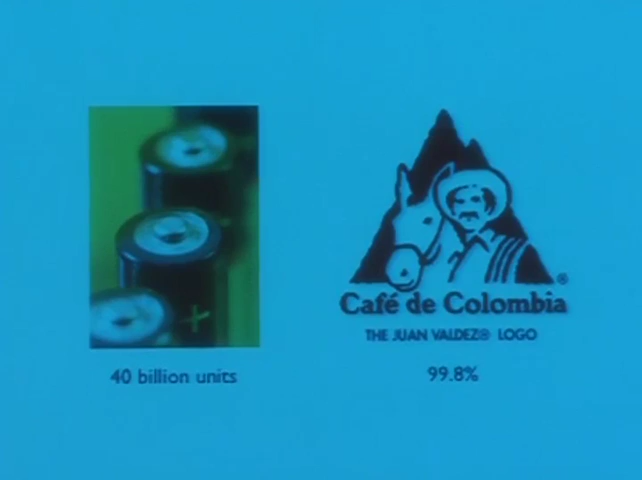 +
40 billion units
®
Café de Colombia
THE JUAN VALDEZ® LOGO
99.8%